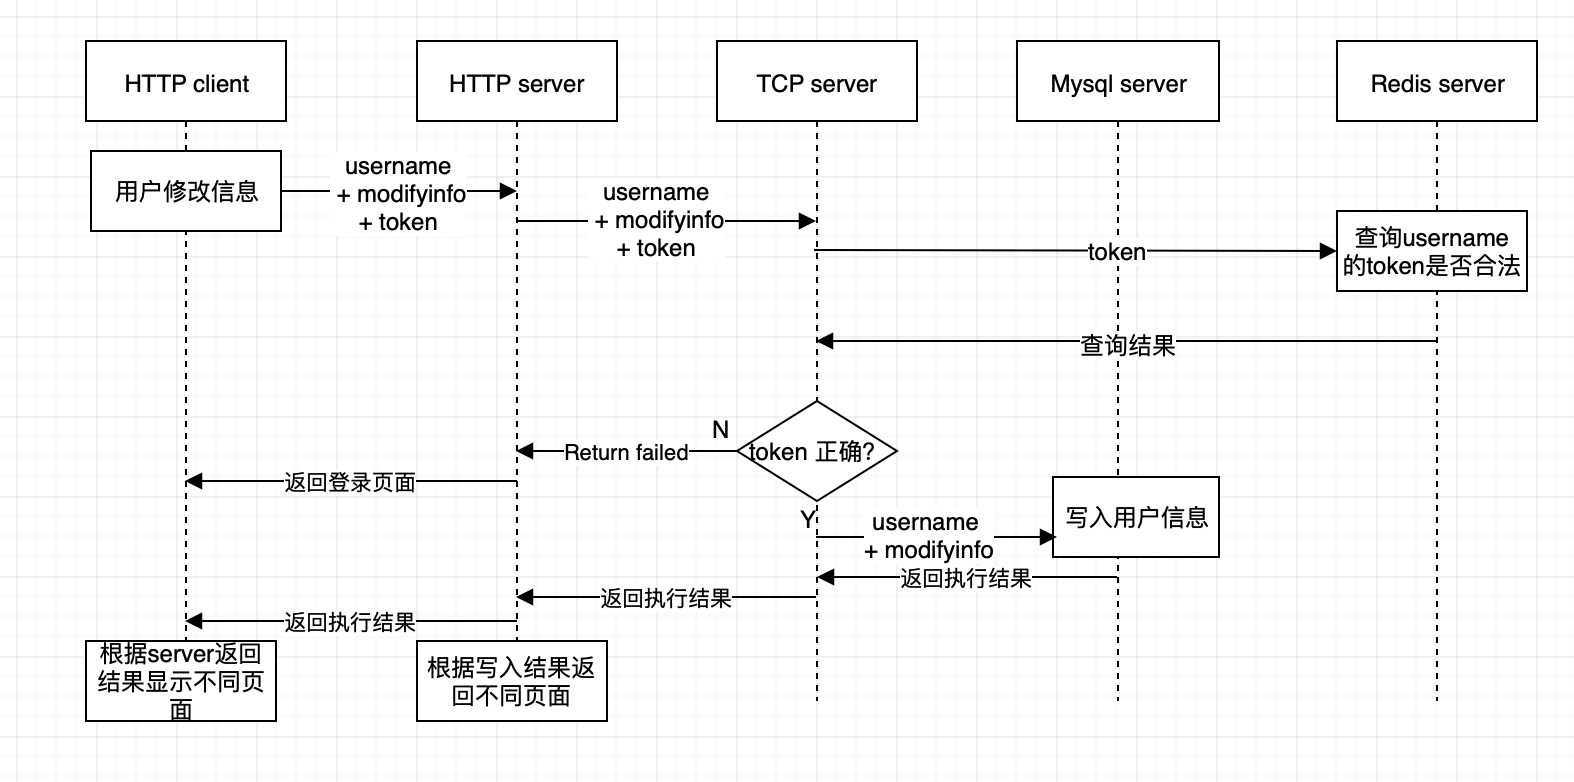 HTTP client
HTTP server
TCP server
Mysql server
Redis server
用户修改信息
username
+ modifyinfo
+ token
username
+ modifyinfo
+ token
token
查询username
的token是否合法
查询结果
N
Return failed
token 正确?
返回登录页面
Y
username
+ modifyinfo
写入用户信息
返回执行结果
返回执行结果
返回执行结果
根据server返回
结果显示不同页
面
根据写入结果返
回不同页面